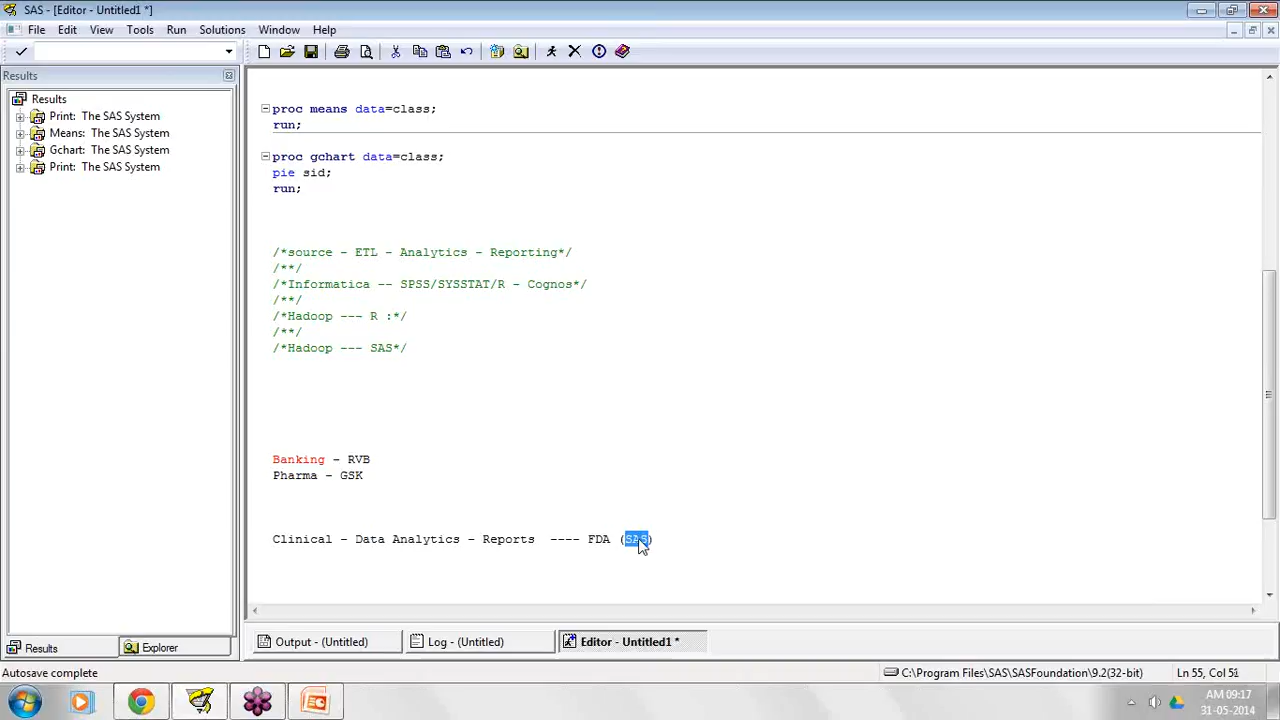 SAS - [Editor - Untitled1 *]
File Edit View Tools Run Solutions Window Help
Results
Results
Print: The SAS System
Means: The SAS System
Gchart: The SAS System
Print: The SAS System
proc means data=class;
run;
proc gchart data=class;
pie sid;
run;
/*source - ETL - Analytics - Reporting*/
/**/
/*Informatica -- SPSS/SYSSTAT/R - Cognos*/
/**/
/*Hadoop --- R :*/
/**/
/*Hadoop --- SAS*/
Banking - RVB
Pharma - GSK
Clinical - Data Analytics - Reports ---- FDA (SAS)
Results Explorer
Output - (Untitled) Log - (Untitled) Editor - Untitled1 *
Autosave complete
C:\Program Files\SAS\SASFoundation\9.2(32-bit)
Ln 55, Col 51
AM 09:17
31-05-2014